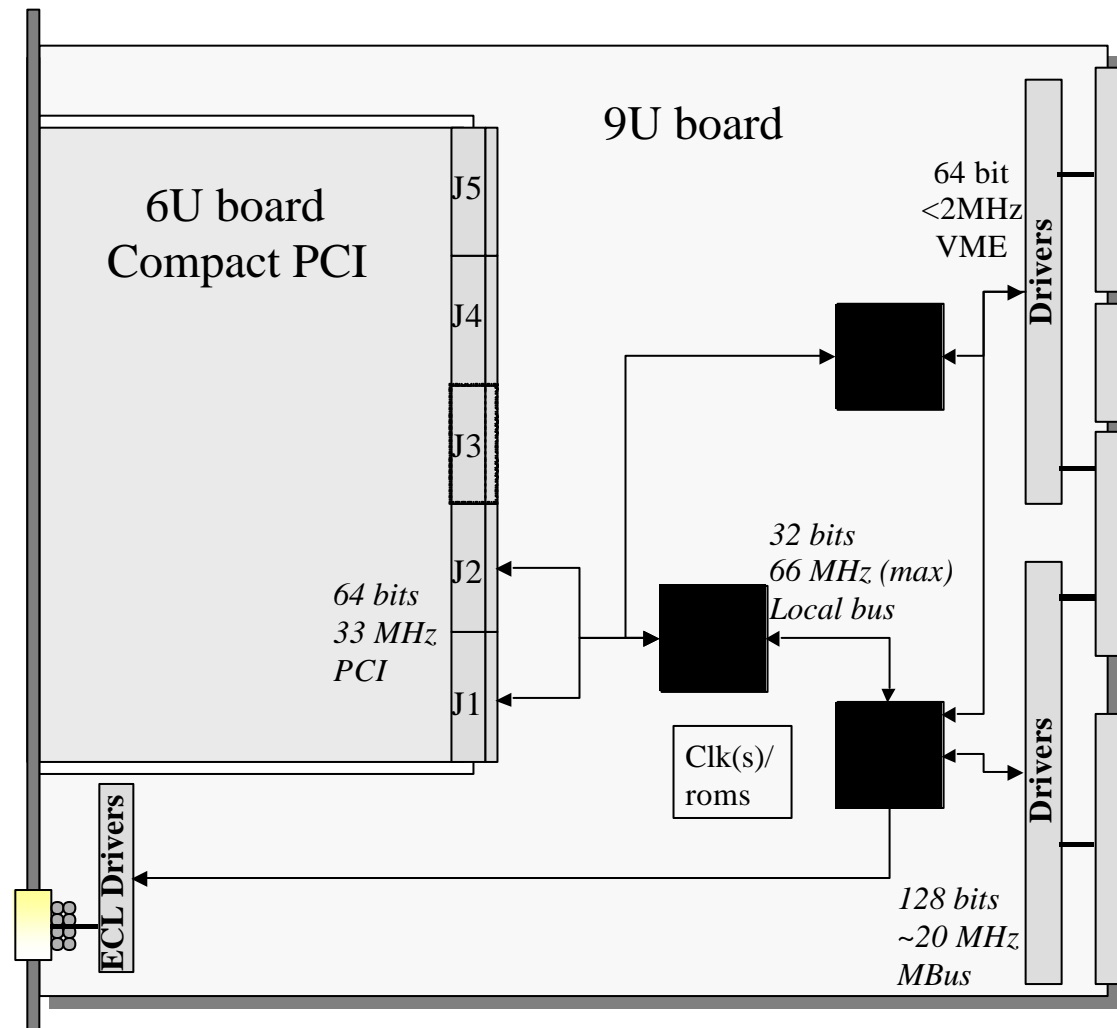 9U board
6U board
Compact PCI
J5
J4
J3
J2
J1
64 bit
<2MHz
VME
Drivers
32 bits
66 MHz (max)
Local bus
64 bits
33 MHz
PCI
Clk(s)/
roms
Drivers
ECL Drivers
128 bits
~20 MHz
MBus